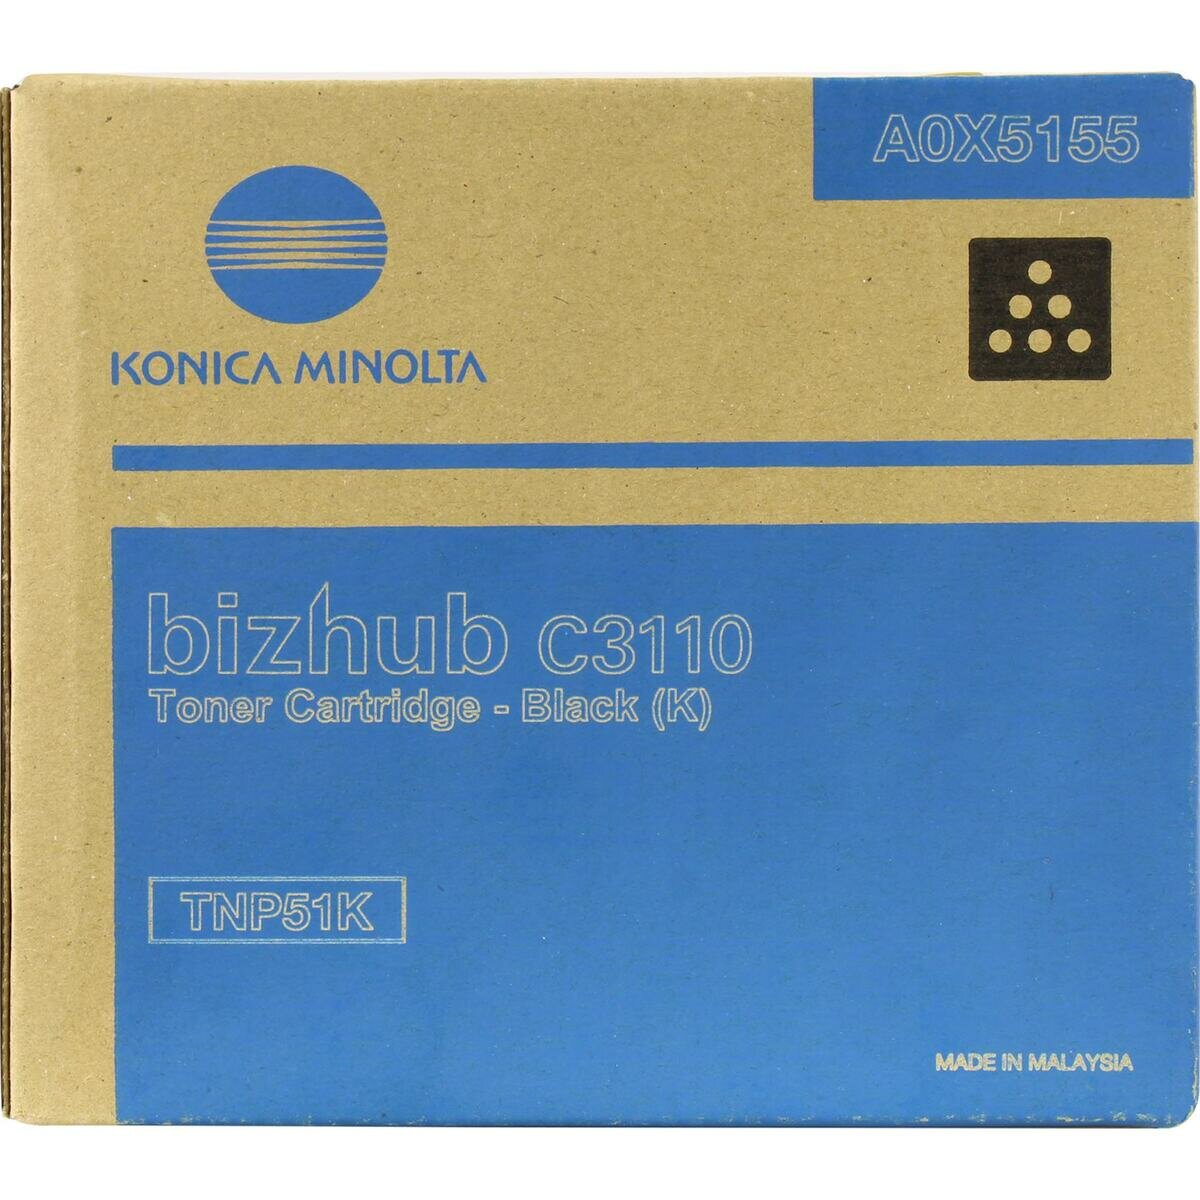 A0X5155
KONICA MINOLTA
bizhub C3110
Toner Cartridge - Black (K)
TNP51K
MADE IN MALAYSIA